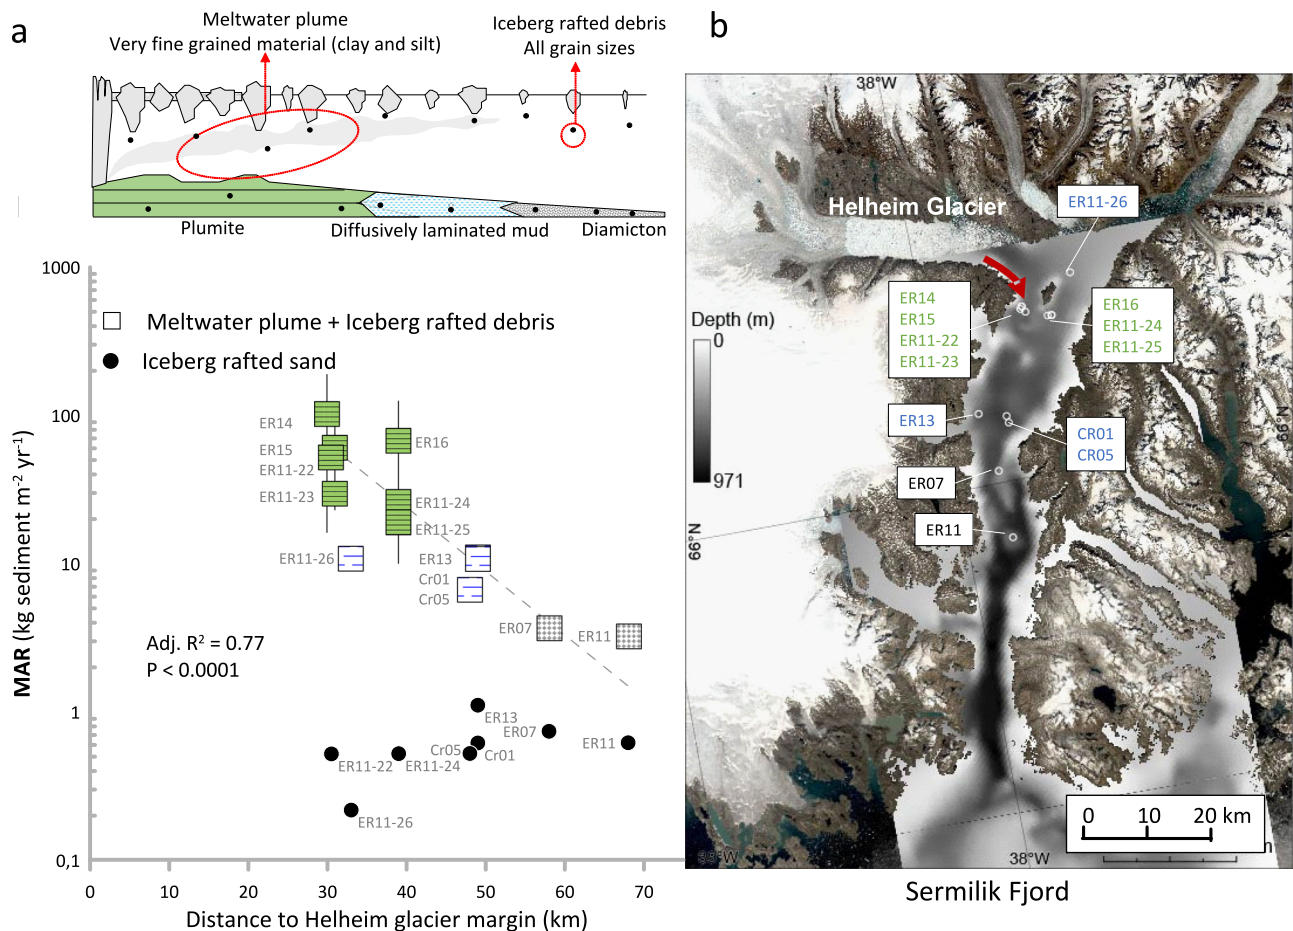 a
Meltwater plume
Very fine grained material (clay and silt)
Iceberg rafted debris
All grain sizes
Plumite
Diffusively laminated mud
Diamicton
1000
100
10
1
0,1
MAR (kg sediment m⁻² yr⁻¹)
Meltwater plume + Iceberg rafted debris
Iceberg rafted sand
ER14
ER15
ER11-22
ER11-23
ER16
ER11-24
ER11-25
ER11-26
ER13
Cr01
Cr05
ER07
ER11
Adj. R² = 0.77
P < 0.0001
ER13
ER07
Cr05
Cr01
ER11
ER11-22
ER11-24
ER11-26
0
10
20
30
40
50
60
70
Distance to Helheim glacier margin (km)
b
38°W
37°W
Helheim Glacier
ER11-26
ER14
ER15
ER11-22
ER11-23
ER16
ER11-24
ER11-25
Depth (m)
0
971
ER13
CR01
CR05
ER07
ER11
66°N
66°N
0 10 20 km
m
38°W
Sermilik Fjord